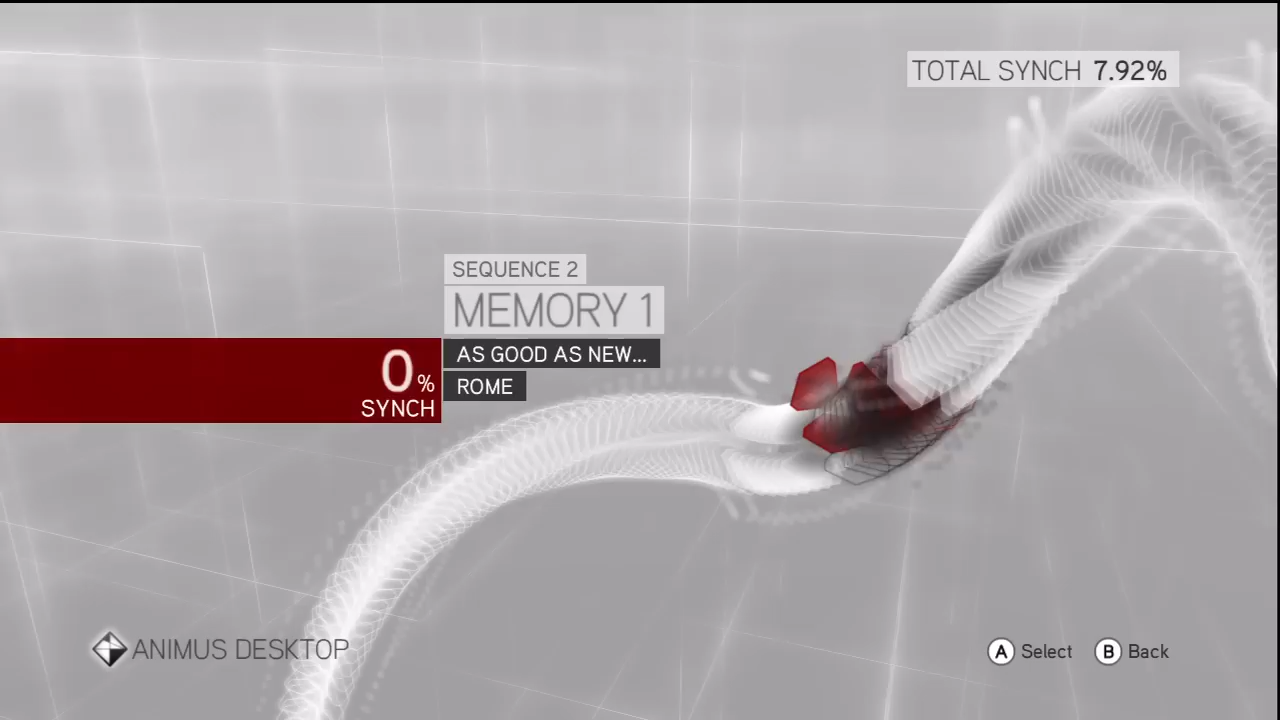 TOTAL SYNCH 7.92%
SEQUENCE 2
MEMORY 1
0%
SYNCH
AS GOOD AS NEW...
ROME
ANIMUS DESKTOP
A Select B Back